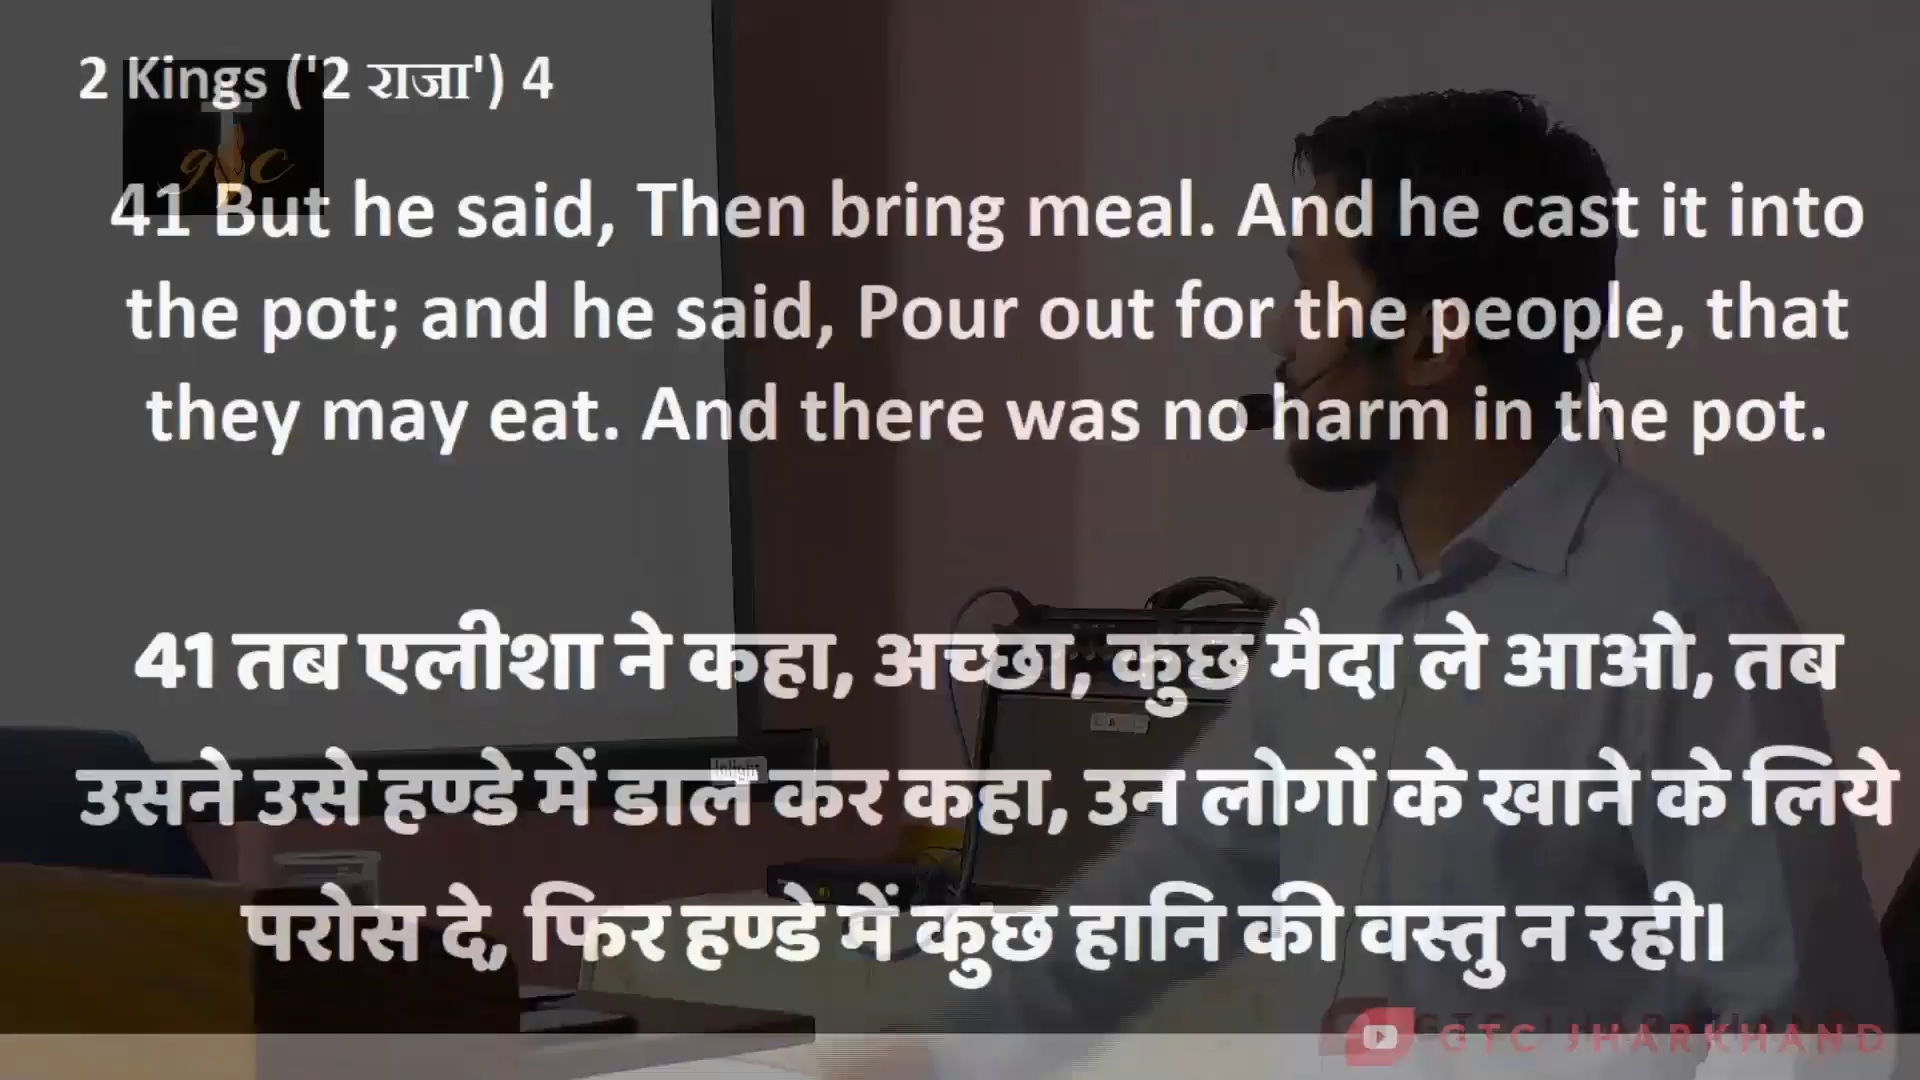 2 Kings ('2 राजा') 4
gtc
41 But he said, Then bring meal. And he cast it into
the pot; and he said, Pour out for the people, that
they may eat. And there was no harm in the pot.
41 तब एलीशा ने कहा, अच्छा, कुछ मैदा ले आओ, तब
उसने उसे हण्डे में डाल कर कहा, उन लोगों के खाने के लिये
परोस दे, फिर हण्डे में कुछ हानि की वस्तु न रही।
GTC JHARKHAND